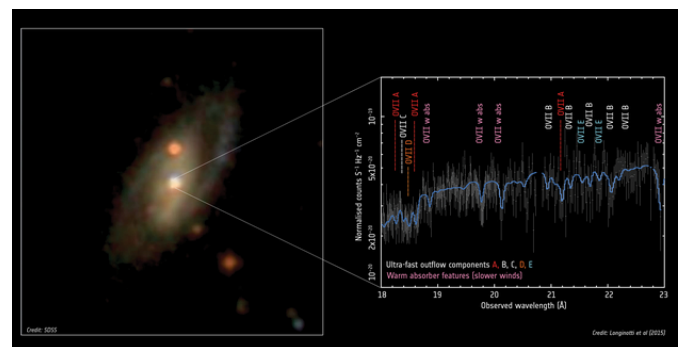 OVII A
OVII C
OVII D
OVII A
OVII w abs
OVII w abs
OVII w abs
OVII B
OVII A
OVII B
OVII E
OVII B
OVII E
OVII B
OVII B
OVII w abs
Normalised counts S⁻¹ Hz⁻¹ cm⁻²
10⁻¹⁹
5x10⁻²⁰
2x10⁻²⁰
10⁻²⁰
Ultra-fast outflow components A, B, C, D, E
Warm absorber features (slower winds)
18 19 20 21 22 23
Observed wavelength (Å)
Credit: SDSS
Credit: Longinotti et al (2015)